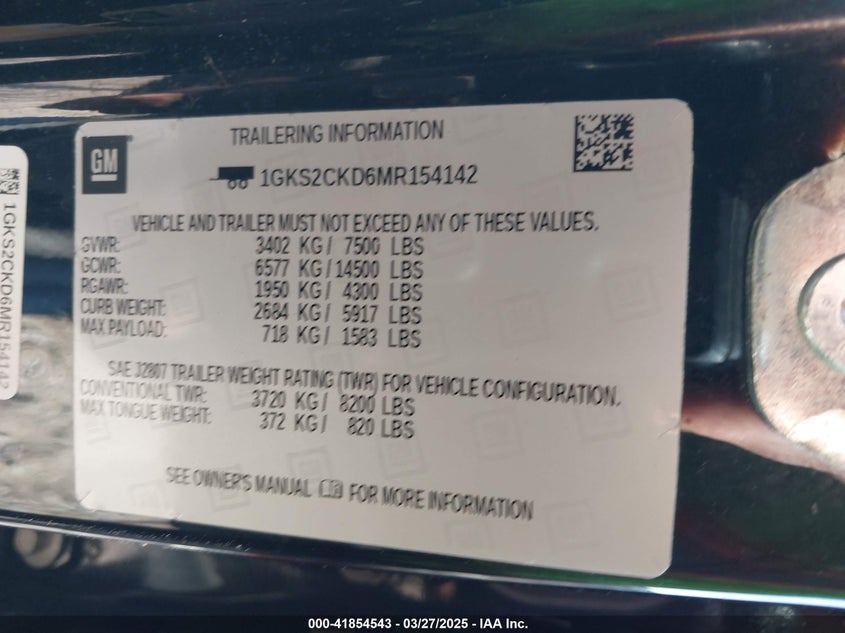 GM
TRAILERING INFORMATION
1GKS2CKD6MR154142
VEHICLE AND TRAILER MUST NOT EXCEED ANY OF THESE VALUES.
GVWR: 3402 KG / 7500 LBS
GCWR: 6577 KG / 14500 LBS
RGAWR: 1950 KG / 4300 LBS
CURB WEIGHT: 2684 KG / 5917 LBS
MAX PAYLOAD: 718 KG / 1583 LBS
SAE J2807 TRAILER WEIGHT RATING (TWR) FOR VEHICLE CONFIGURATION.
CONVENTIONAL TWR: 3720 KG / 8200 LBS
MAX TONGUE WEIGHT: 372 KG / 820 LBS
SEE OWNER'S MANUAL FOR MORE INFORMATION
1GKS2CKD6MR154142
000-41854543 — 03/27/2025 — IAA Inc.